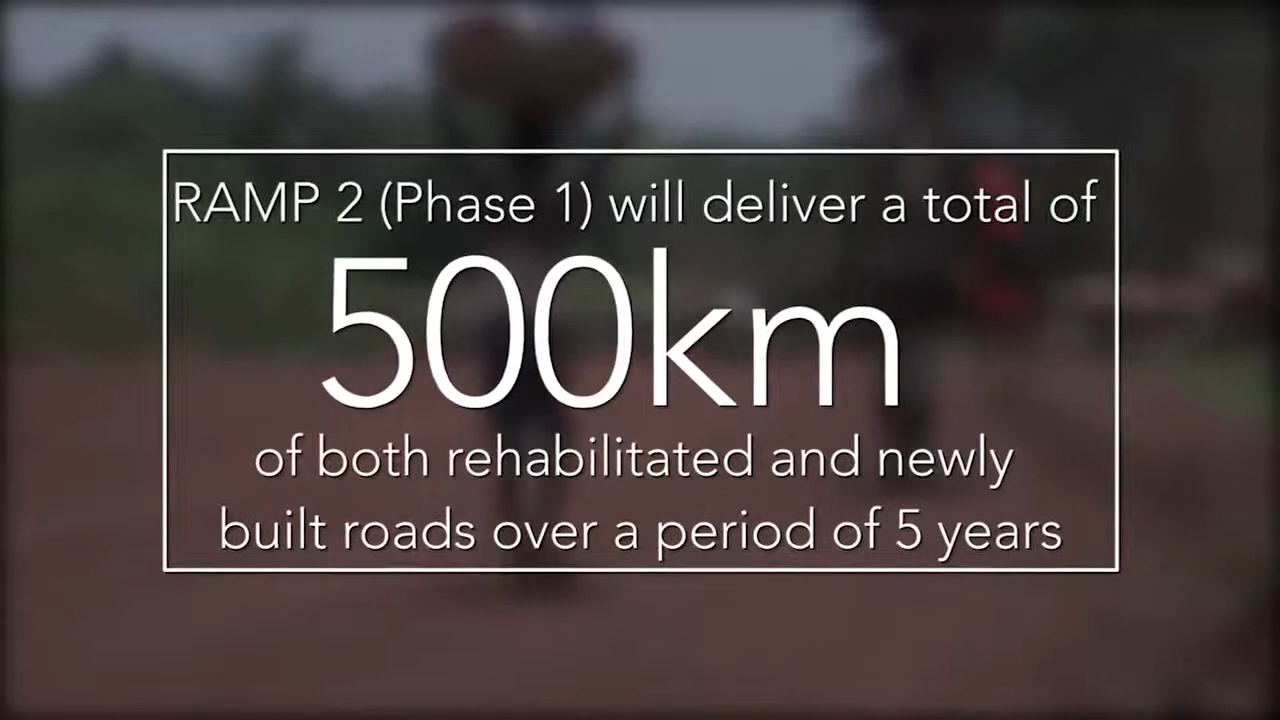 RAMP 2 (Phase 1) will deliver a total of
500km
of both rehabilitated and newly
built roads over a period of 5 years